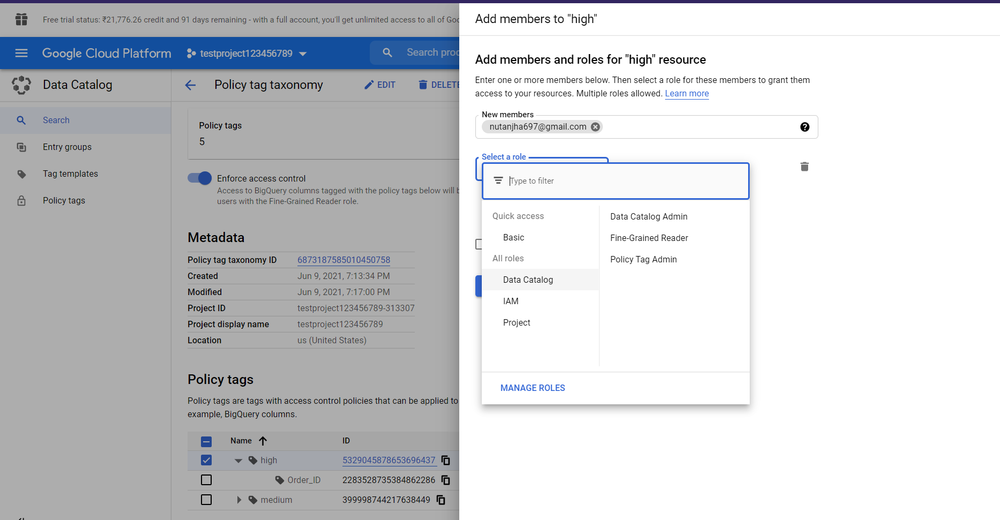 Free trial status: ₹21,776.26 credit and 91 days remaining - with a full account, you'll get unlimited access to all of Goo
Google Cloud Platform
testproject123456789
Search proc
Data Catalog
Search
Entry groups
Tag templates
Policy tags
Policy tag taxonomy
EDIT
DELETE
Policy tags
5
Enforce access control
Access to BigQuery columns tagged with the policy tags below will b
users with the Fine-Grained Reader role.
Metadata
Policy tag taxonomy ID 6873187585010450758
Created Jun 9, 2021, 7:13:34 PM
Modified Jun 9, 2021, 7:17:00 PM
Project ID testproject123456789-313307
Project display name testproject123456789
Location us (United States)
Policy tags
Policy tags are tags with access control policies that can be applied to
example, BigQuery columns.
Name ID
high 5329045878653696437
Order_ID 2283528735384862286
medium 399998744217638449
Add members to "high"
Add members and roles for "high" resource
Enter one or more members below. Then select a role for these members to grant them
access to your resources. Multiple roles allowed. Learn more
New members
nutanjha697@gmail.com
Select a role
Type to filter
Quick access
Basic
All roles
Data Catalog
IAM
Project
Data Catalog Admin
Fine-Grained Reader
Policy Tag Admin
MANAGE ROLES